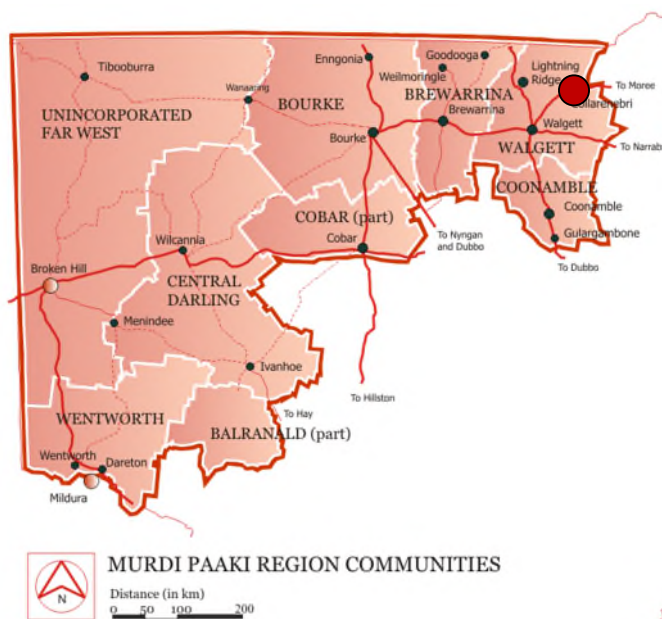 Enngonia
Goodooga
Tibooburra
Weilmoringle
Lightning
Ridge
To Moree
Wanaaring
BOURKE
BREWARRINA
Collarenebri
UNINCORPORATED
FAR WEST
Brewarrina
Bourke
Walgett
WALGETT
To Narrab
COONAMBLE
COBAR (part)
Coonamble
Wilcannia
Cobar
To Nyngan
and Dubbo
Gulargambone
Broken Hill
CENTRAL
DARLING
To Dubbo
Menindee
Ivanhoe
To Hay
To Hillston
WENTWORTH
BALRANALD (part)
Wentworth
Dareton
Mildura
MURDI PAAKI REGION COMMUNITIES
N
Distance (in km)
0 50 100 200